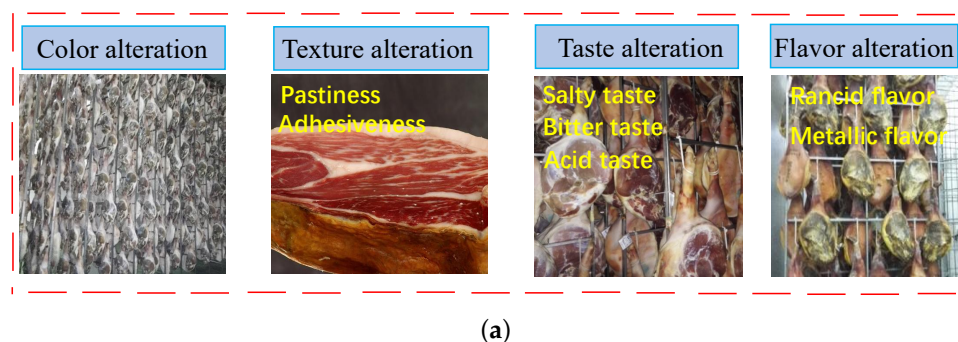 Color alteration
Texture alteration
Taste alteration
Flavor alteration
Pastiness
Adhesiveness
Salty taste
Bitter taste
Acid taste
Rancid flavor
Metallic flavor
(a)